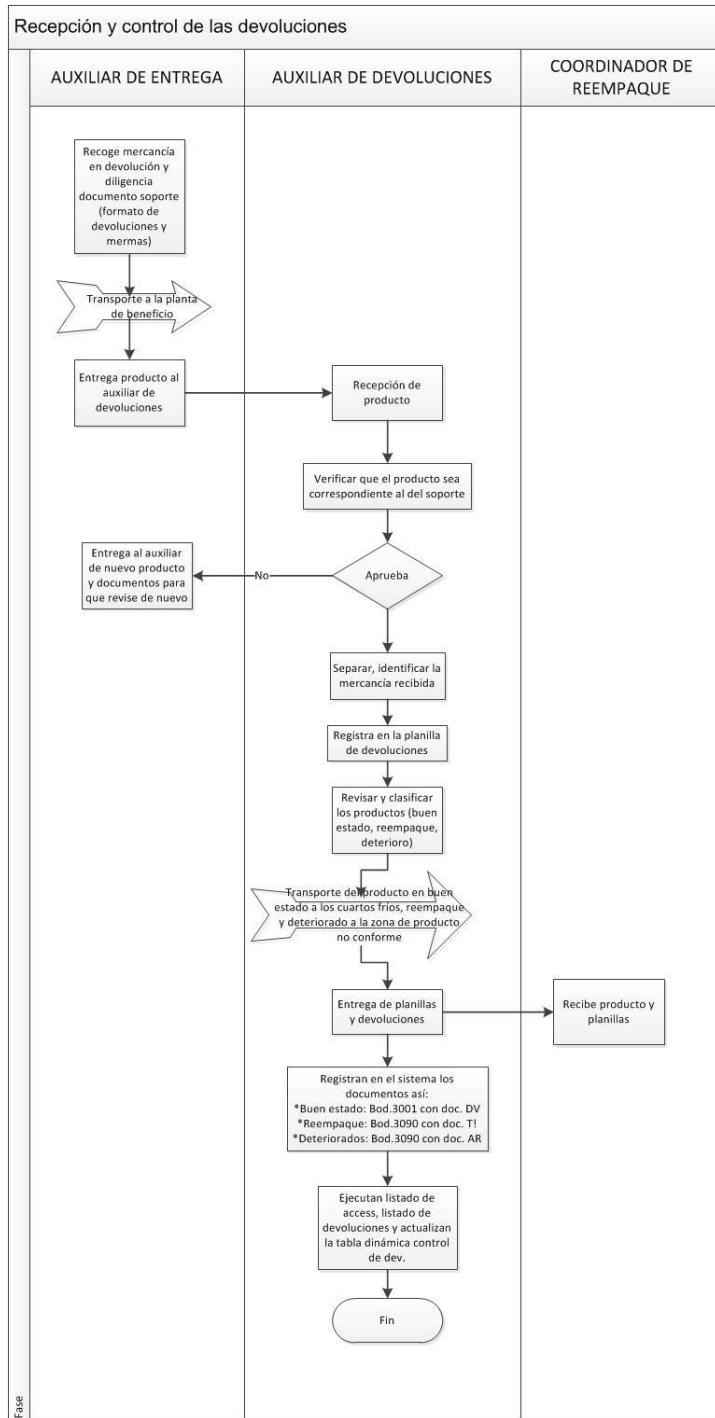 Recepción y control de las devoluciones
AUXILIAR DE ENTREGA
AUXILIAR DE DEVOLUCIONES
COORDINADOR DE
REEMPAQUE
Recoge mercancía
en devolución y
diligencia
documento soporte
(formato de
devoluciones y
mermas)
Transporte a la planta
de beneficio
Entrega producto al
auxiliar de
devoluciones
Recepción de
producto
Verificar que el producto sea
correspondiente al del soporte
Aprueba
No
Entrega al auxiliar
de nuevo producto
y documentos para
que revise de nuevo
Separar, identificar la
mercancía recibida
Registra en la planilla
de devoluciones
Revisar y clasificar
los productos (buen
estado, reempaque,
deterioro)
Transporte del producto en buen
estado a los cuartos fríos, reempaque
y deteriorado a la zona de producto
no conforme
Entrega de planillas
y devoluciones
Recibe producto y
planillas
Registran en el sistema los
documentos así:
*Buen estado: Bod.3001 con doc. DV
*Reempaque: Bod.3090 con doc. T!
*Deteriorados: Bod.3090 con doc. AR
Ejecutan listado de
access, listado de
devoluciones y actualizan
la tabla dinámica control
de dev.
Fin
Fase